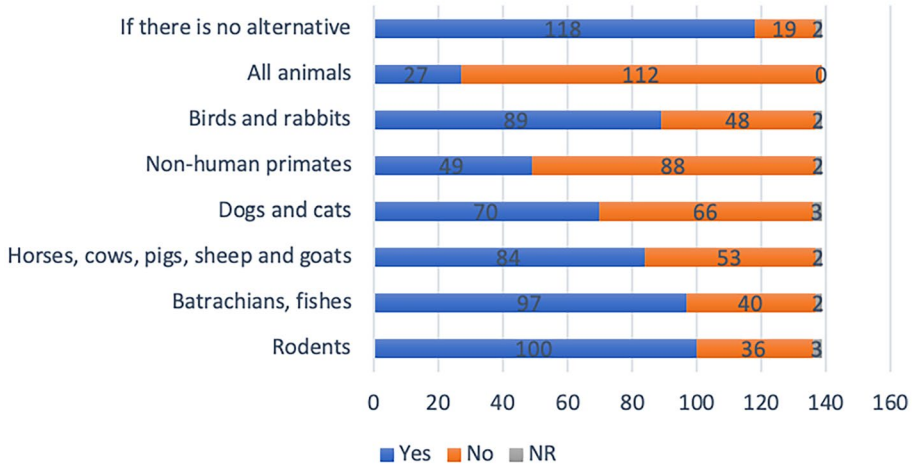 If there is no alternative 118 19 2
All animals 27 112 0
Birds and rabbits 89 48 2
Non-human primates 49 88 2
Dogs and cats 70 66 3
Horses, cows, pigs, sheep and goats 84 53 2
Batrachians, fishes 97 40 2
Rodents 100 36 3
0 20 40 60 80 100 120 140 160
Yes No NR